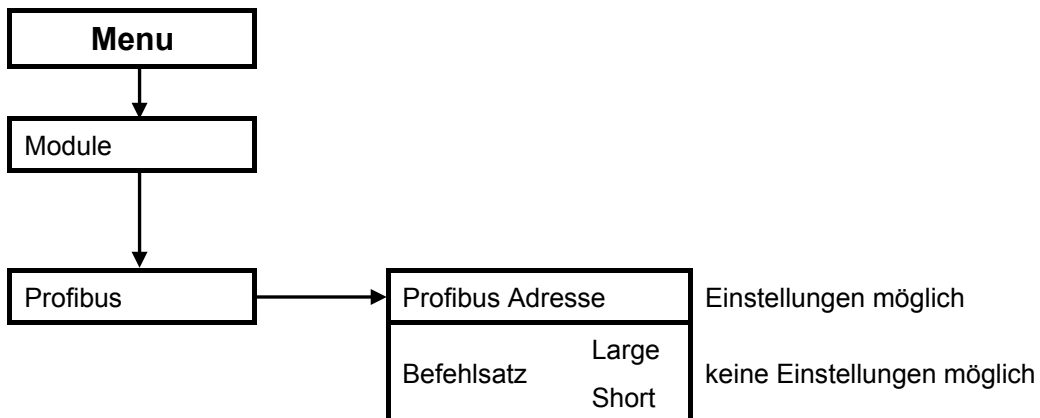 Menu
Module
Profibus
Profibus Adresse
Einstellungen möglich
Befehlsatz
Large
Short
keine Einstellungen möglich